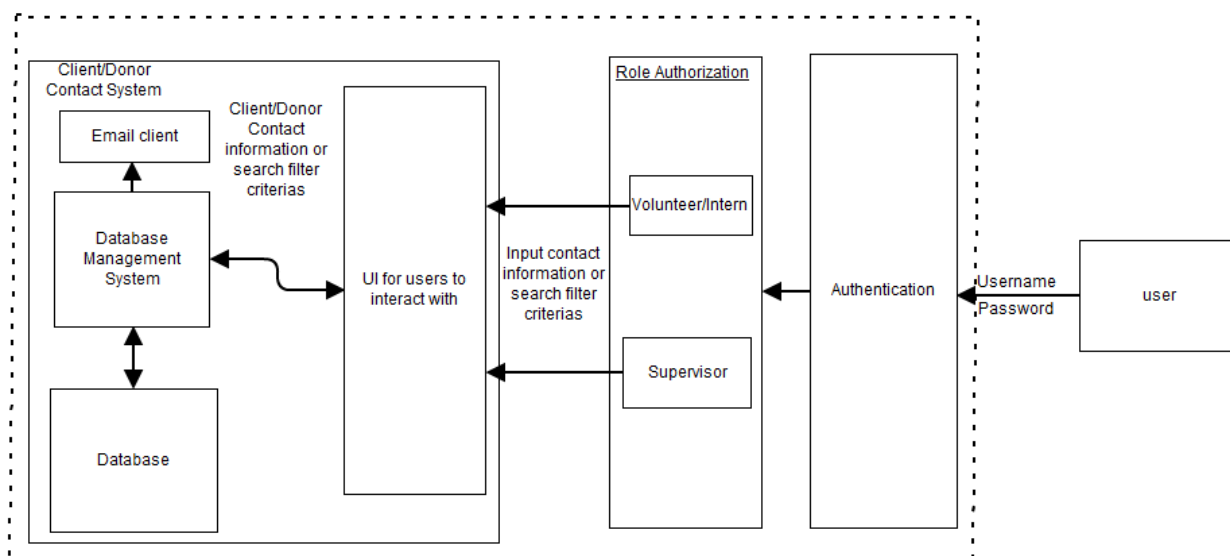 Client/Donor
Contact System
Email client
Database
Management
System
Database
Client/Donor
Contact
information or
search filter
criterias
UI for users to
interact with
Input contact
information or
search filter
criterias
Role Authorization
Volunteer/Intern
Supervisor
Authentication
Username
Password
user